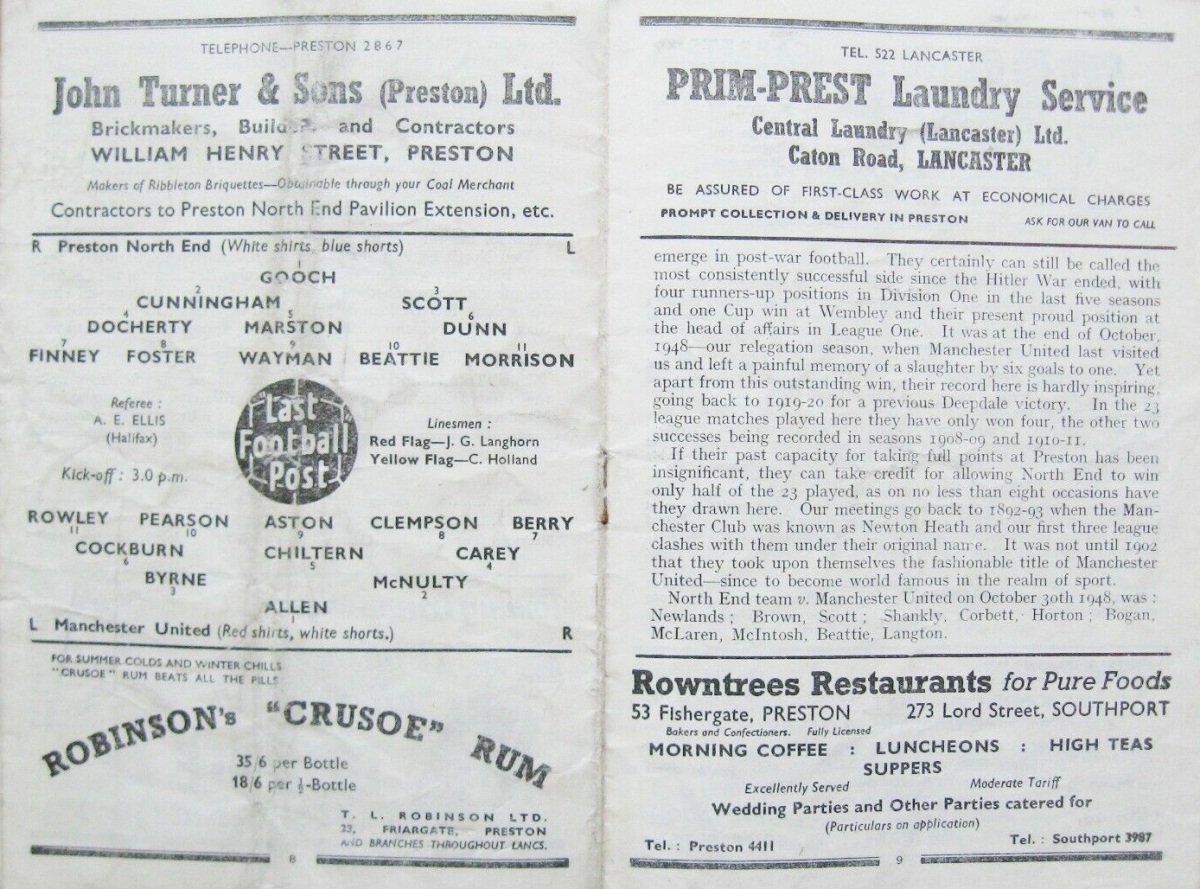 TELEPHONE—PRESTON 2867
John Turner & Sons (Preston) Ltd.
Brickmakers, Builders and Contractors
WILLIAM HENRY STREET, PRESTON
Makers of Ribbleton Briquettes—Obtainable through your Coal Merchant
Contractors to Preston North End Pavilion Extension, etc.
R Preston North End (White shirts, blue shorts) L
1
GOOCH
2 3
CUNNINGHAM SCOTT
4 5 6
DOCHERTY MARSTON DUNN
7 8 9 10 11
FINNEY FOSTER WAYMAN BEATTIE MORRISON
Referee :
A. E. ELLIS
(Halifax)
Kick-off : 3.0 p.m.
Last
Football
Post
Linesmen :
Red Flag—J. G. Langhorn
Yellow Flag—C. Holland
ROWLEY PEARSON ASTON CLEMPSON BERRY
11 10 9 8 7
COCKBURN CHILTERN CAREY
6 5 4
BYRNE McNULTY
3 2
ALLEN
1
L Manchester United (Red shirts, white shorts.) R
FOR SUMMER COLDS AND WINTER CHILLS
"CRUSOE" RUM BEATS ALL THE PILLS
ROBINSON's "CRUSOE" RUM
35/6 per Bottle
18/6 per ½-Bottle
T. L. ROBINSON LTD.
FRIARGATE, PRESTON
AND BRANCHES THROUGHOUT LANCS.
8
TEL. 522 LANCASTER
PRIM-PREST Laundry Service
Central Laundry (Lancaster) Ltd.
Caton Road, LANCASTER
BE ASSURED OF FIRST-CLASS WORK AT ECONOMICAL CHARGES
PROMPT COLLECTION & DELIVERY IN PRESTON ASK FOR OUR VAN TO CALL
emerge in post-war football. They certainly can still be called the
most consistently successful side since the Hitler War ended, with
four runners-up positions in Division One in the last five seasons
and one Cup win at Wembley and their present proud position at
the head of affairs in League One. It was at the end of October,
1948—our relegation season, when Manchester United last visited
us and left a painful memory of a slaughter by six goals to one. Yet
apart from this outstanding win, their record here is hardly inspiring,
going back to 1919-20 for a previous Deepdale victory. In the 23
league matches played here they have only won four, the other two
successes being recorded in seasons 1908-09 and 1910-11.
If their past capacity for taking full points at Preston has been
insignificant, they can take credit for allowing North End to win
only half of the 23 played, as on no less than eight occasions have
they drawn here. Our meetings go back to 1892-93 when the Man-
chester Club was known as Newton Heath and our first three league
clashes with them under their original name. It was not until 1902
that they took upon themselves the fashionable title of Manchester
United—since to become world famous in the realm of sport.
North End team v. Manchester United on October 30th 1948, was :
Newlands ; Brown, Scott ; Shankly, Corbett, Horton ; Bogan,
McLaren, McIntosh, Beattie, Langton.
Rowntrees Restaurants for Pure Foods
53 Fishergate, PRESTON 273 Lord Street, SOUTHPORT
Bakers and Confectioners. Fully Licensed
MORNING COFFEE : LUNCHEONS : HIGH TEAS
SUPPERS
Excellently Served Moderate Tariff
Wedding Parties and Other Parties catered for
(Particulars on application)
Tel. : Preston 4411 Tel. : Southport 3987
9